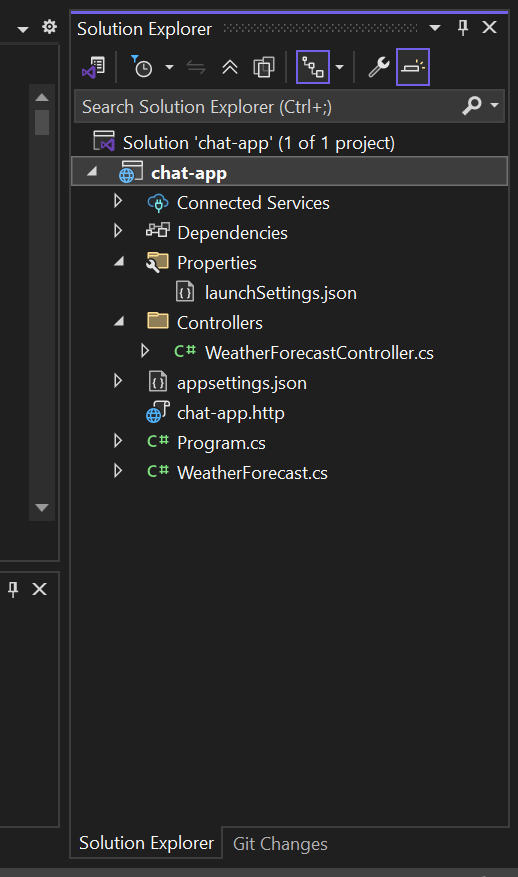 Solution Explorer
Search Solution Explorer (Ctrl+;)
Solution 'chat-app' (1 of 1 project)
chat-app
Connected Services
Dependencies
Properties
launchSettings.json
Controllers
C# WeatherForecastController.cs
appsettings.json
chat-app.http
C# Program.cs
C# WeatherForecast.cs
Solution Explorer Git Changes